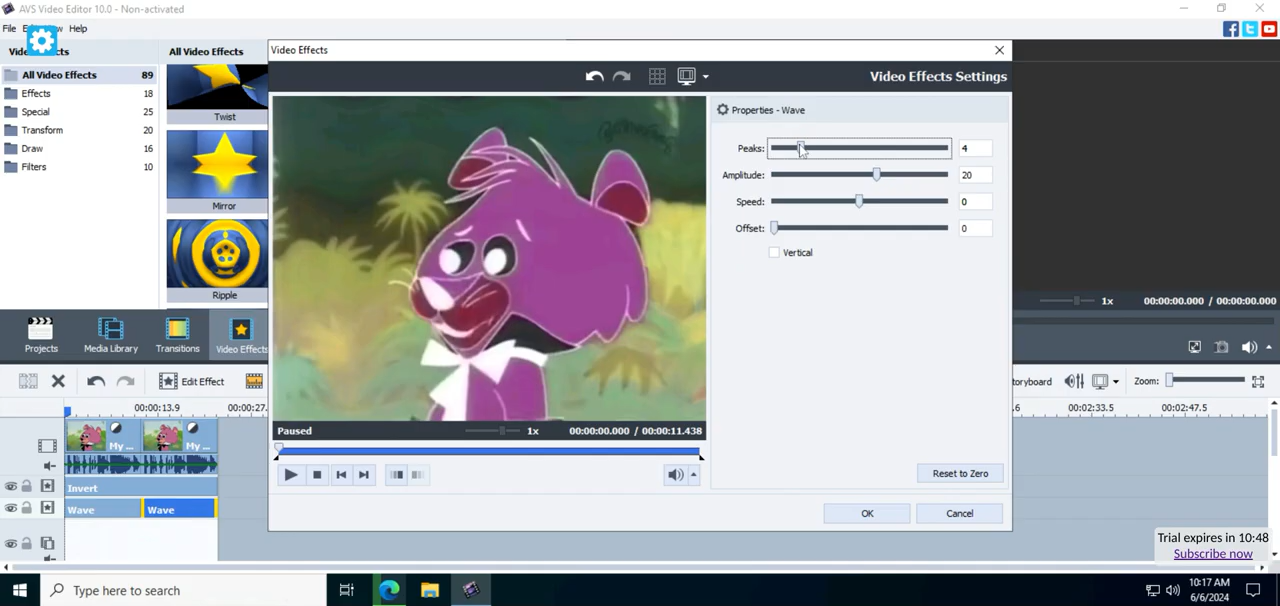 AVS Video Editor 10.0 - Non-activated
File
Help
All Video Effects
All Video Effects 89
Effects 18
Special 25
Transform 20
Draw 15
Filters 10
Twist
Mirror
Ripple
Video Effects
Video Effects Settings
Properties - Wave
Peaks: 4
Amplitude: 20
Speed: 0
Offset: 0
Vertical
Paused 1x 00:00:00.000 / 00:00:11.438
Reset to Zero
OK Cancel
1x 00:00:00.000 / 00:00:00.000
Projects Media Library Transitions Video Effects
Edit Effect
toryboard
Zoom:
00:00:13.9 00:00:27. .6 00:02:33.5 00:02:47.5
My ... My ...
Invert
Wave Wave
Trial expires in 10:48
Subscribe now
Type here to search
10:17 AM
6/6/2024